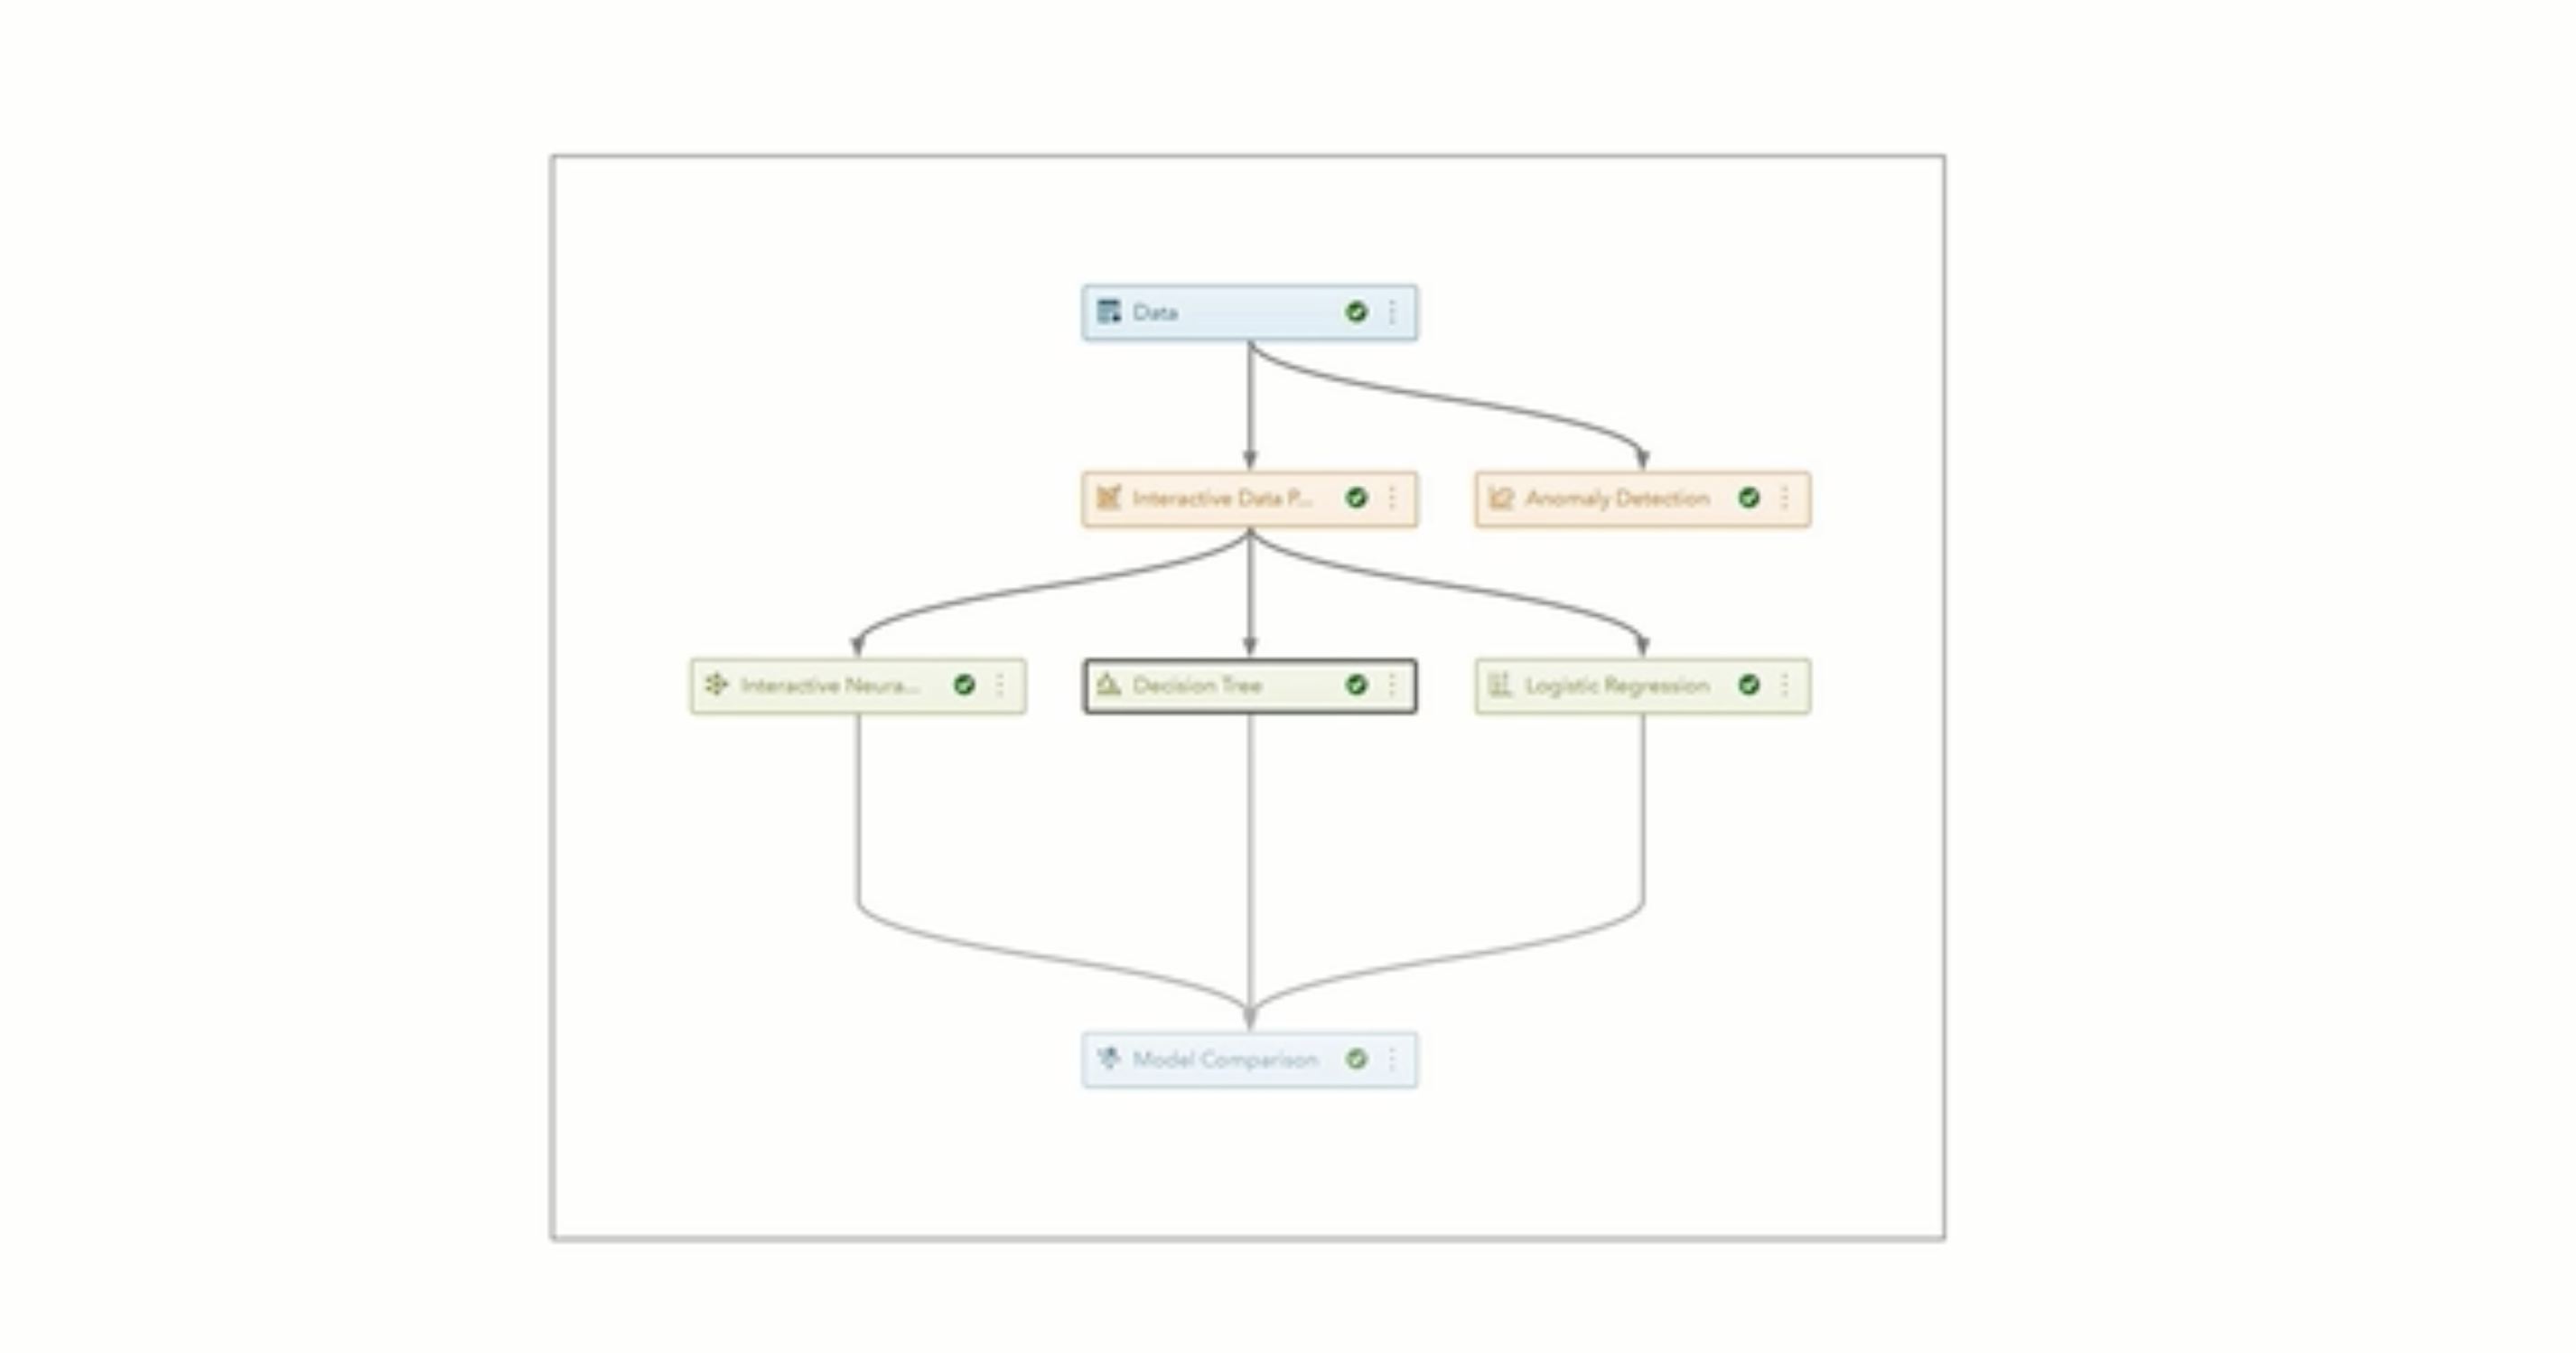 Data
Interactive Data P...
Anomaly Detection
Interactive Neura...
Decision Tree
Logistic Regression
Model Comparison